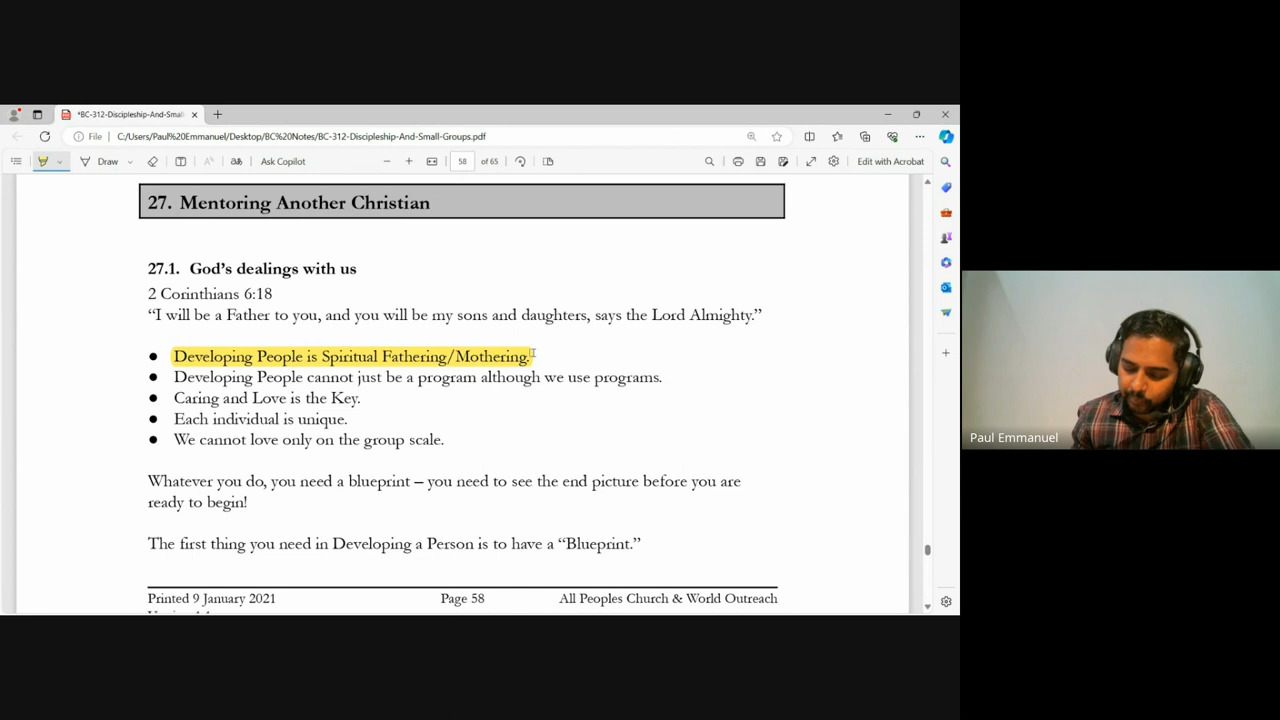 *BC-312-Discipleship-And-Smal
File
C:/Users/Paul%20Emmanuel/Desktop/BC%20Notes/BC-312-Discipleship-And-Small-Groups.pdf
Draw
Ask Copilot
58
of 65
Edit with Acrobat
27. Mentoring Another Christian
27.1. God’s dealings with us
2 Corinthians 6:18
“I will be a Father to you, and you will be my sons and daughters, says the Lord Almighty.”
● Developing People is Spiritual Fathering/Mothering.
● Developing People cannot just be a program although we use programs.
● Caring and Love is the Key.
● Each individual is unique.
● We cannot love only on the group scale.
Whatever you do, you need a blueprint – you need to see the end picture before you are
ready to begin!
The first thing you need in Developing a Person is to have a “Blueprint.”
Printed 9 January 2021
Page 58
All Peoples Church & World Outreach
Paul Emmanuel